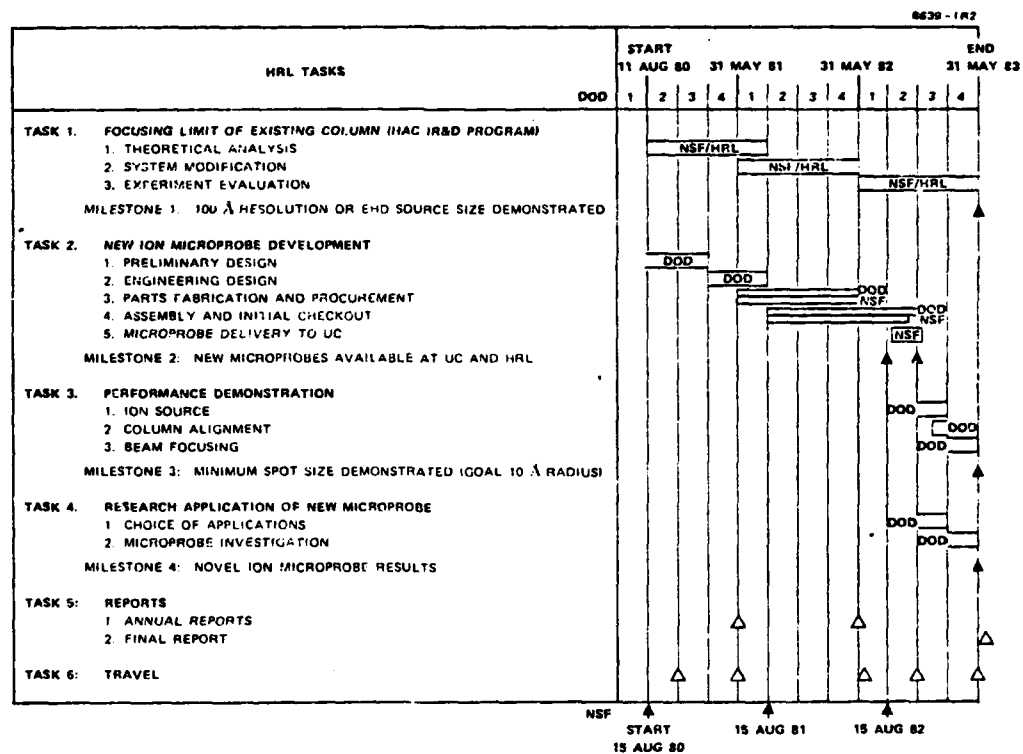 8639-1R2
START END
11 AUG 80 31 MAY 81 31 MAY 82 31 MAY 83
HRL TASKS
DOD 1 2 3 4 1 2 3 4 1 2 3 4
TASK 1. FOCUSING LIMIT OF EXISTING COLUMN (HAC IR&D PROGRAM)
1. THEORETICAL ANALYSIS NSF/HRL
2. SYSTEM MODIFICATION NSF/HRL
3. EXPERIMENT EVALUATION NSF/HRL
MILESTONE 1. 100 Å RESOLUTION OR EHD SOURCE SIZE DEMONSTRATED
TASK 2. NEW ION MICROPROBE DEVELOPMENT
1. PRELIMINARY DESIGN DOD
2. ENGINEERING DESIGN DOD
3. PARTS FABRICATION AND PROCUREMENT DOD NSF
4. ASSEMBLY AND INITIAL CHECKOUT DOD NSF
5. MICROPROBE DELIVERY TO UC NSF
MILESTONE 2: NEW MICROPROBES AVAILABLE AT UC AND HRL
TASK 3. PERFORMANCE DEMONSTRATION
1. ION SOURCE DOD
2 COLUMN ALIGNMENT DOD
3. BEAM FOCUSING DOD
MILESTONE 3: MINIMUM SPOT SIZE DEMONSTRATED (GOAL 10 Å RADIUS)
TASK 4. RESEARCH APPLICATION OF NEW MICROPROBE
1 CHOICE OF APPLICATIONS DOD
2. MICROPROBE INVESTIGATION DOD
MILESTONE 4: NOVEL ION MICROPROBE RESULTS
TASK 5: REPORTS
1 ANNUAL REPORTS
2. FINAL REPORT
TASK 6: TRAVEL
NSF
START 15 AUG 81 15 AUG 82
15 AUG 80